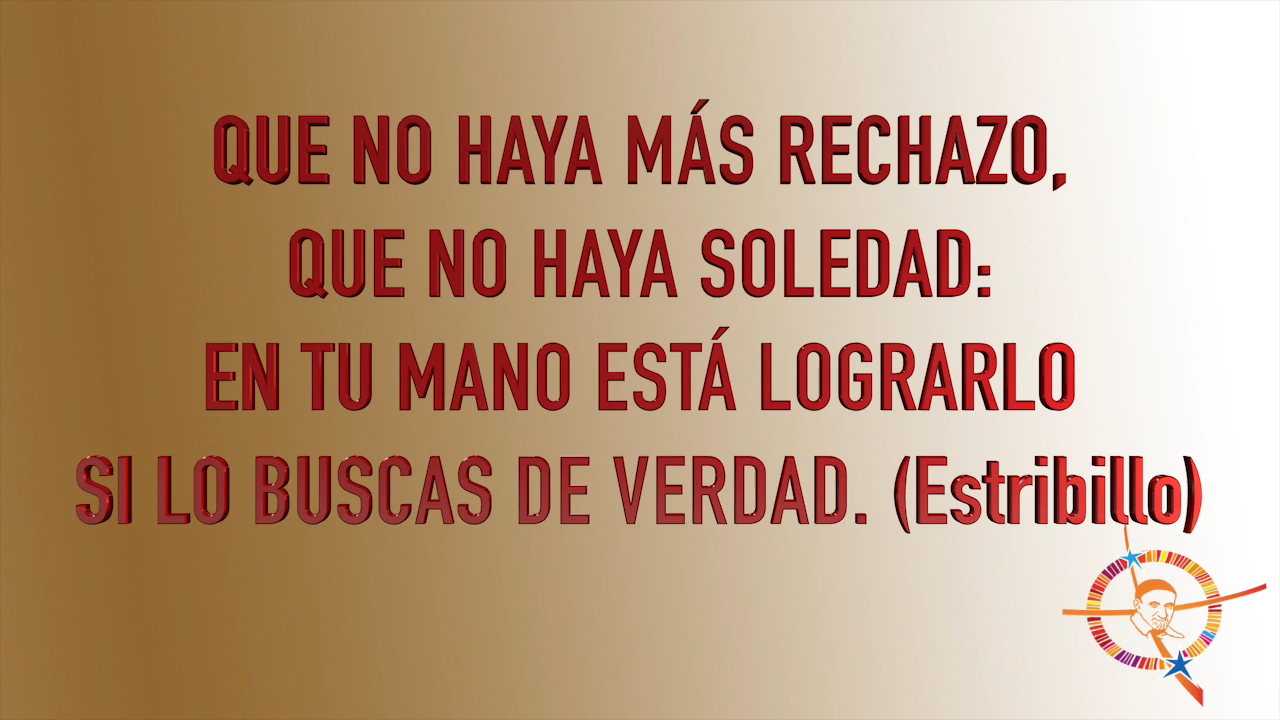 QUE NO HAYA MÁS RECHAZO,
QUE NO HAYA SOLEDAD:
EN TU MANO ESTÁ LOGRARLO
SI LO BUSCAS DE VERDAD. (Estribillo)